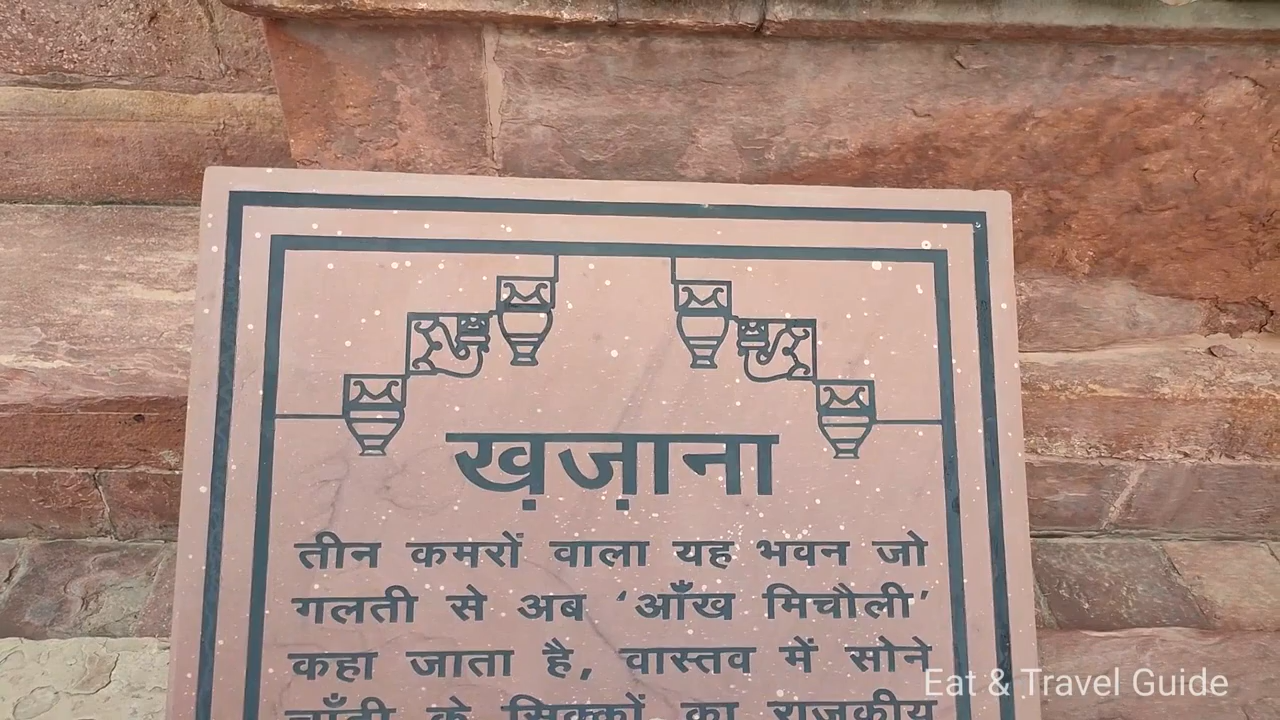 ख़ज़ाना
तीन कमरों वाला यह भवन जो
गलती से अब ‘आँख मिचौली’
कहा जाता है, वास्तव में सोने
चाँदी के सिक्कों का राजकीय
Eat & Travel Guide